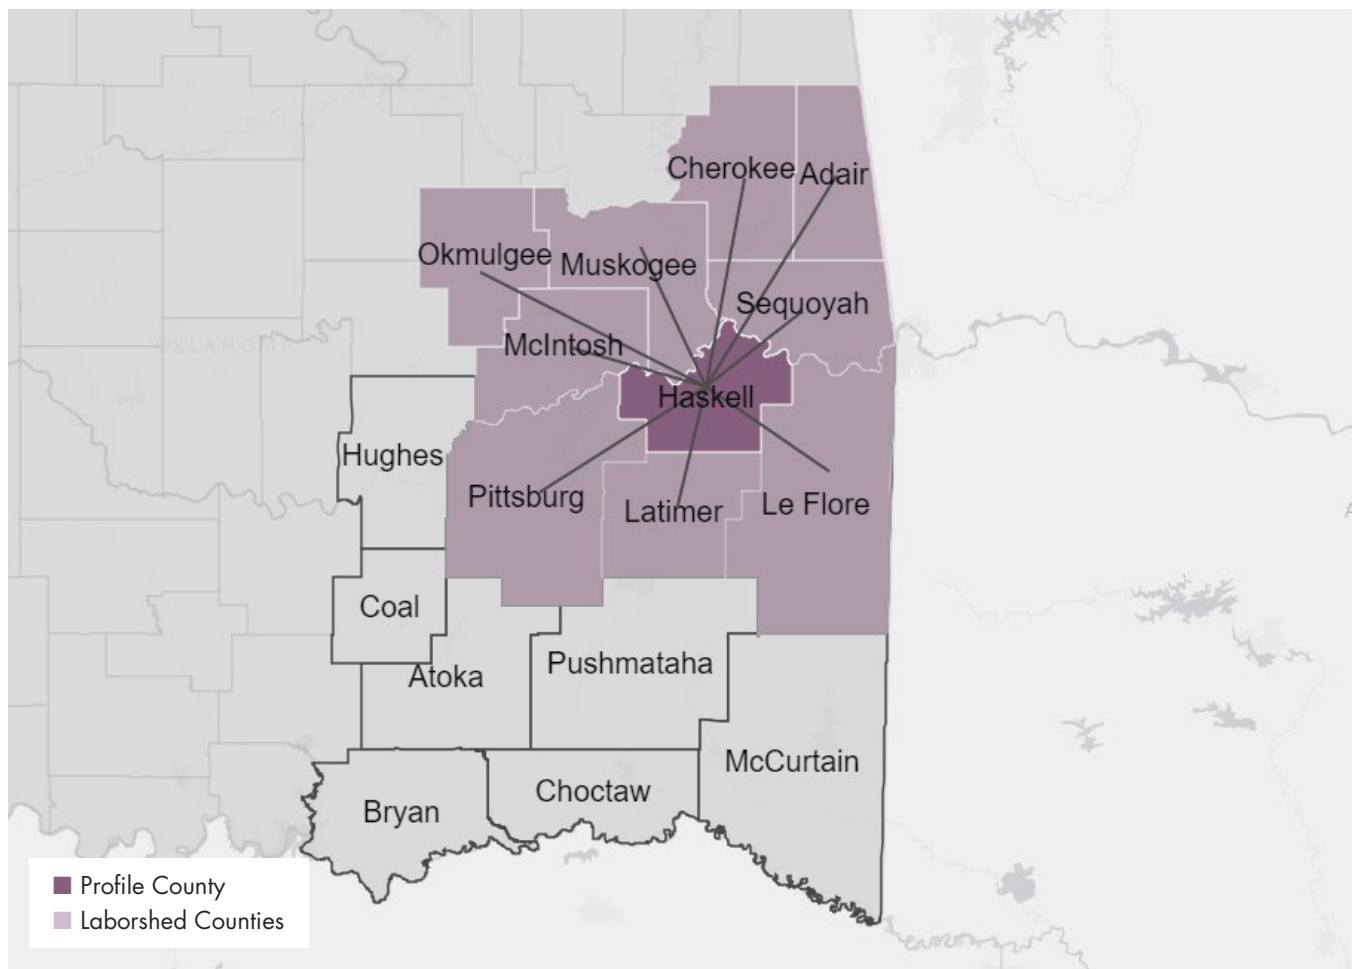 Cherokee
Adair
Okmulgee
Muskogee
Sequoyah
OKLAHOMA
McIntosh
Haskell
Hughes
Pittsburg
Latimer
Le Flore
Coal
Atoka
Pushmataha
McCurtain
Choctaw
Bryan
Profile County
Laborshed Counties